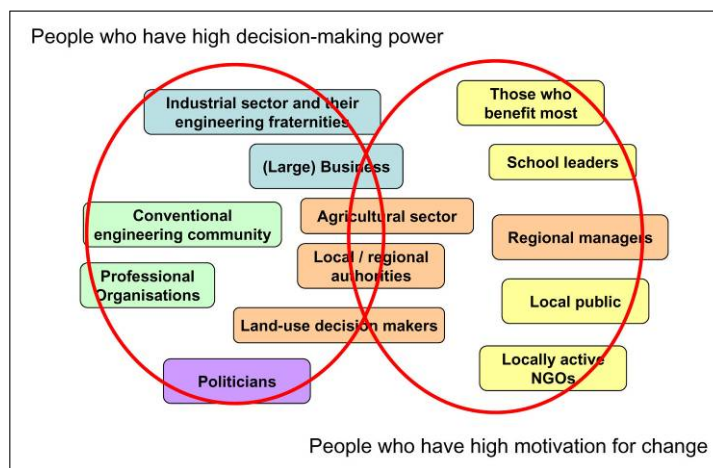 People who have high decision-making power
Industrial sector and their
engineering fraternities
Those who
benefit most
(Large) Business
School leaders
Conventional
engineering community
Agricultural sector
Regional managers
Local / regional
authorities
Professional
Organisations
Local public
Land-use decision makers
Politicians
Locally active
NGOs
People who have high motivation for change